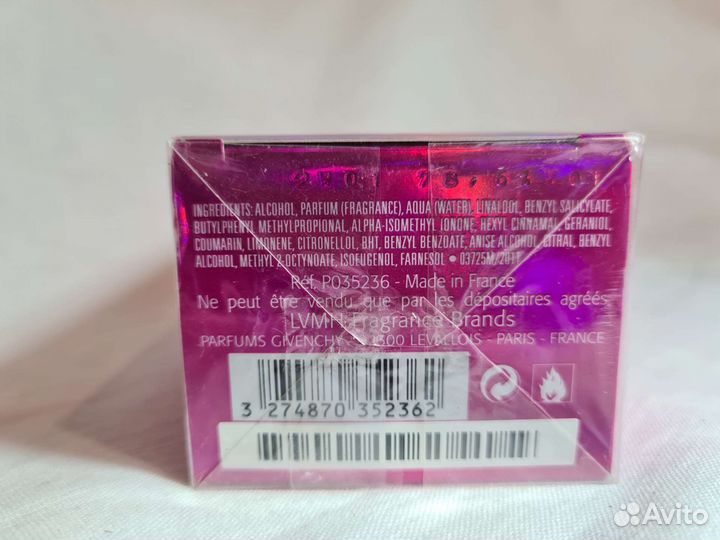 INGREDIENTS: ALCOHOL, PARFUM (FRAGRANCE), AQUA (WATER), LINALOOL, BENZYL SALICYLATE,
BUTYLPHENYL METHYLPROPIONAL, ALPHA-ISOMETHYL IONONE, HEXYL CINNAMAL, GERANIOL,
COUMARIN, LIMONENE, CITRONELLOL, BHT, BENZYL BENZOATE, ANISE ALCOHOL, CITRAL, BENZYL
ALCOHOL, METHYL 2-OCTYNOATE, ISOEUGENOL, FARNESOL • 03725M/2011
Réf. P035236 - Made in France
Ne peut être vendu que par les dépositaires agréés
LVMH Fragrance Brands
PARFUMS GIVENCHY - LEVALLOIS - PARIS - FRANCE
3 274870 352362
Avito